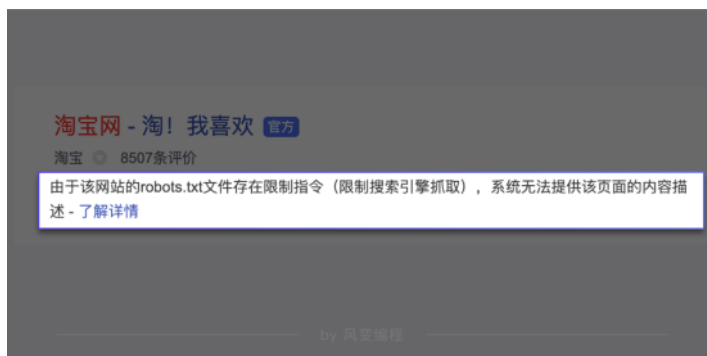 淘宝网 - 淘！我喜欢 官方
淘宝 8507条评价
由于该网站的robots.txt文件存在限制指令（限制搜索引擎抓取），系统无法提供该页面的内容描
述 - 了解详情
by 风变编程